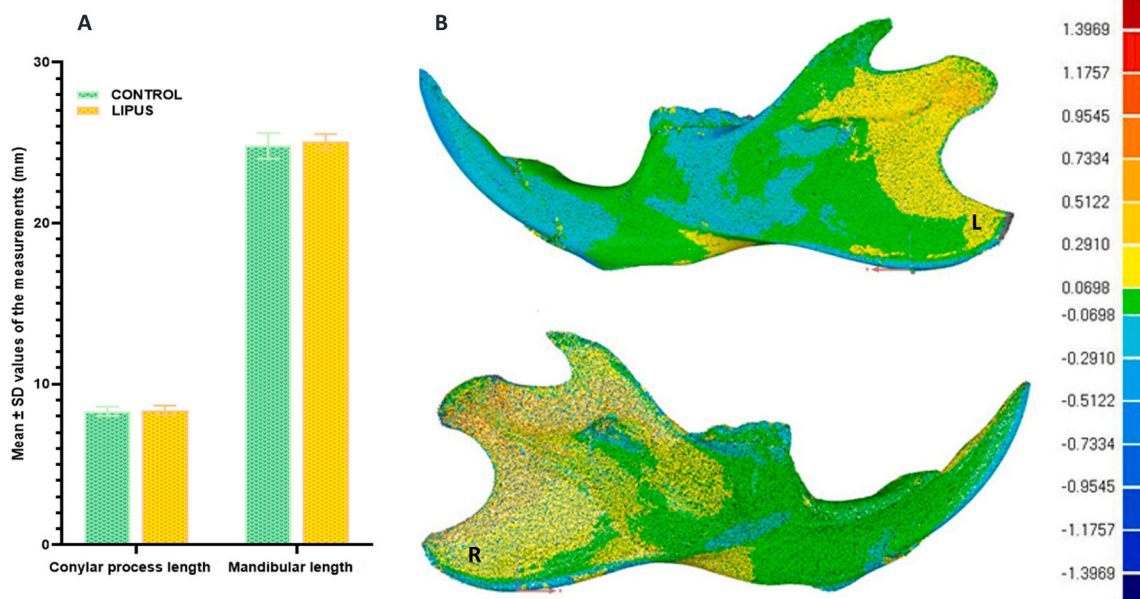 A
B
Mean ± SD values of the measurements (mm)
30
20
10
0
CONTROL
LIPUS
Conylar process length
Mandibular length
L
R
1.3969
1.1757
0.9545
0.7334
0.5122
0.2910
0.0698
-0.0698
-0.2910
-0.5122
-0.7334
-0.9545
-1.1757
-1.3969